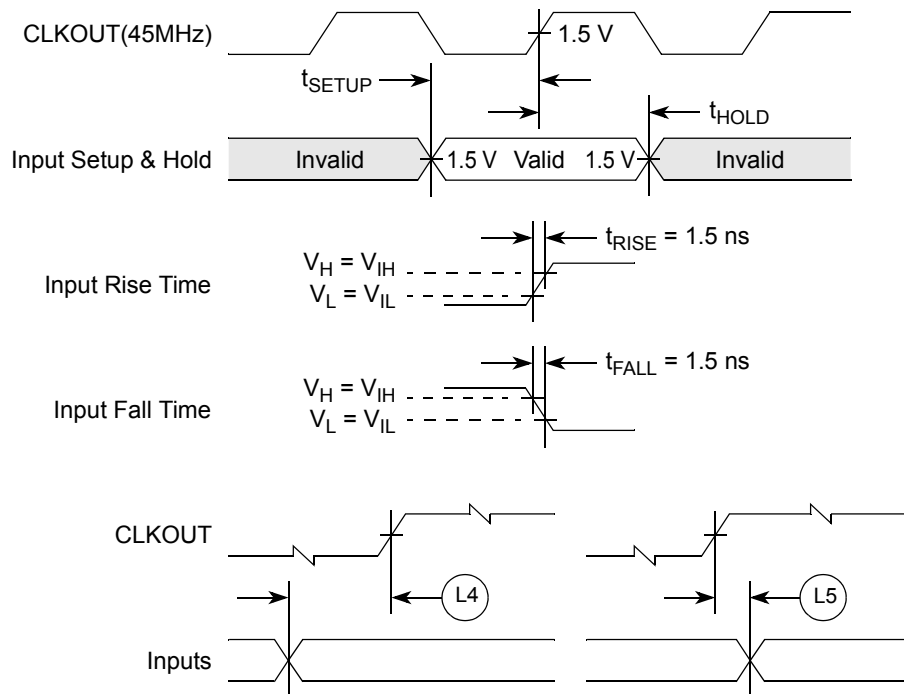 CLKOUT(45MHz)
1.5 V
tSETUP
tHOLD
Input Setup & Hold
Invalid
1.5 V Valid 1.5 V
Invalid
tRISE = 1.5 ns
VH = VIH
Input Rise Time
VL = VIL
tFALL = 1.5 ns
VH = VIH
Input Fall Time
VL = VIL
CLKOUT
L4
L5
Inputs